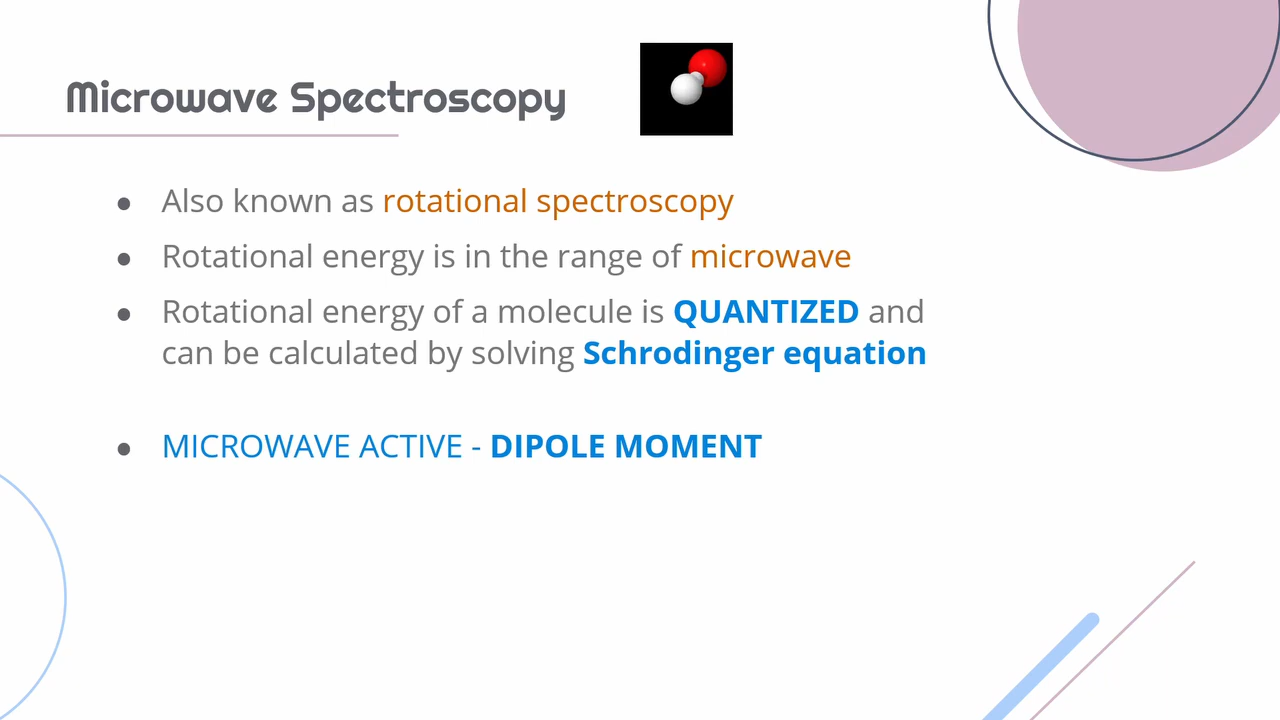 Microwave Spectroscopy
● Also known as rotational spectroscopy
● Rotational energy is in the range of microwave
● Rotational energy of a molecule is QUANTIZED and
can be calculated by solving Schrodinger equation
● MICROWAVE ACTIVE - DIPOLE MOMENT